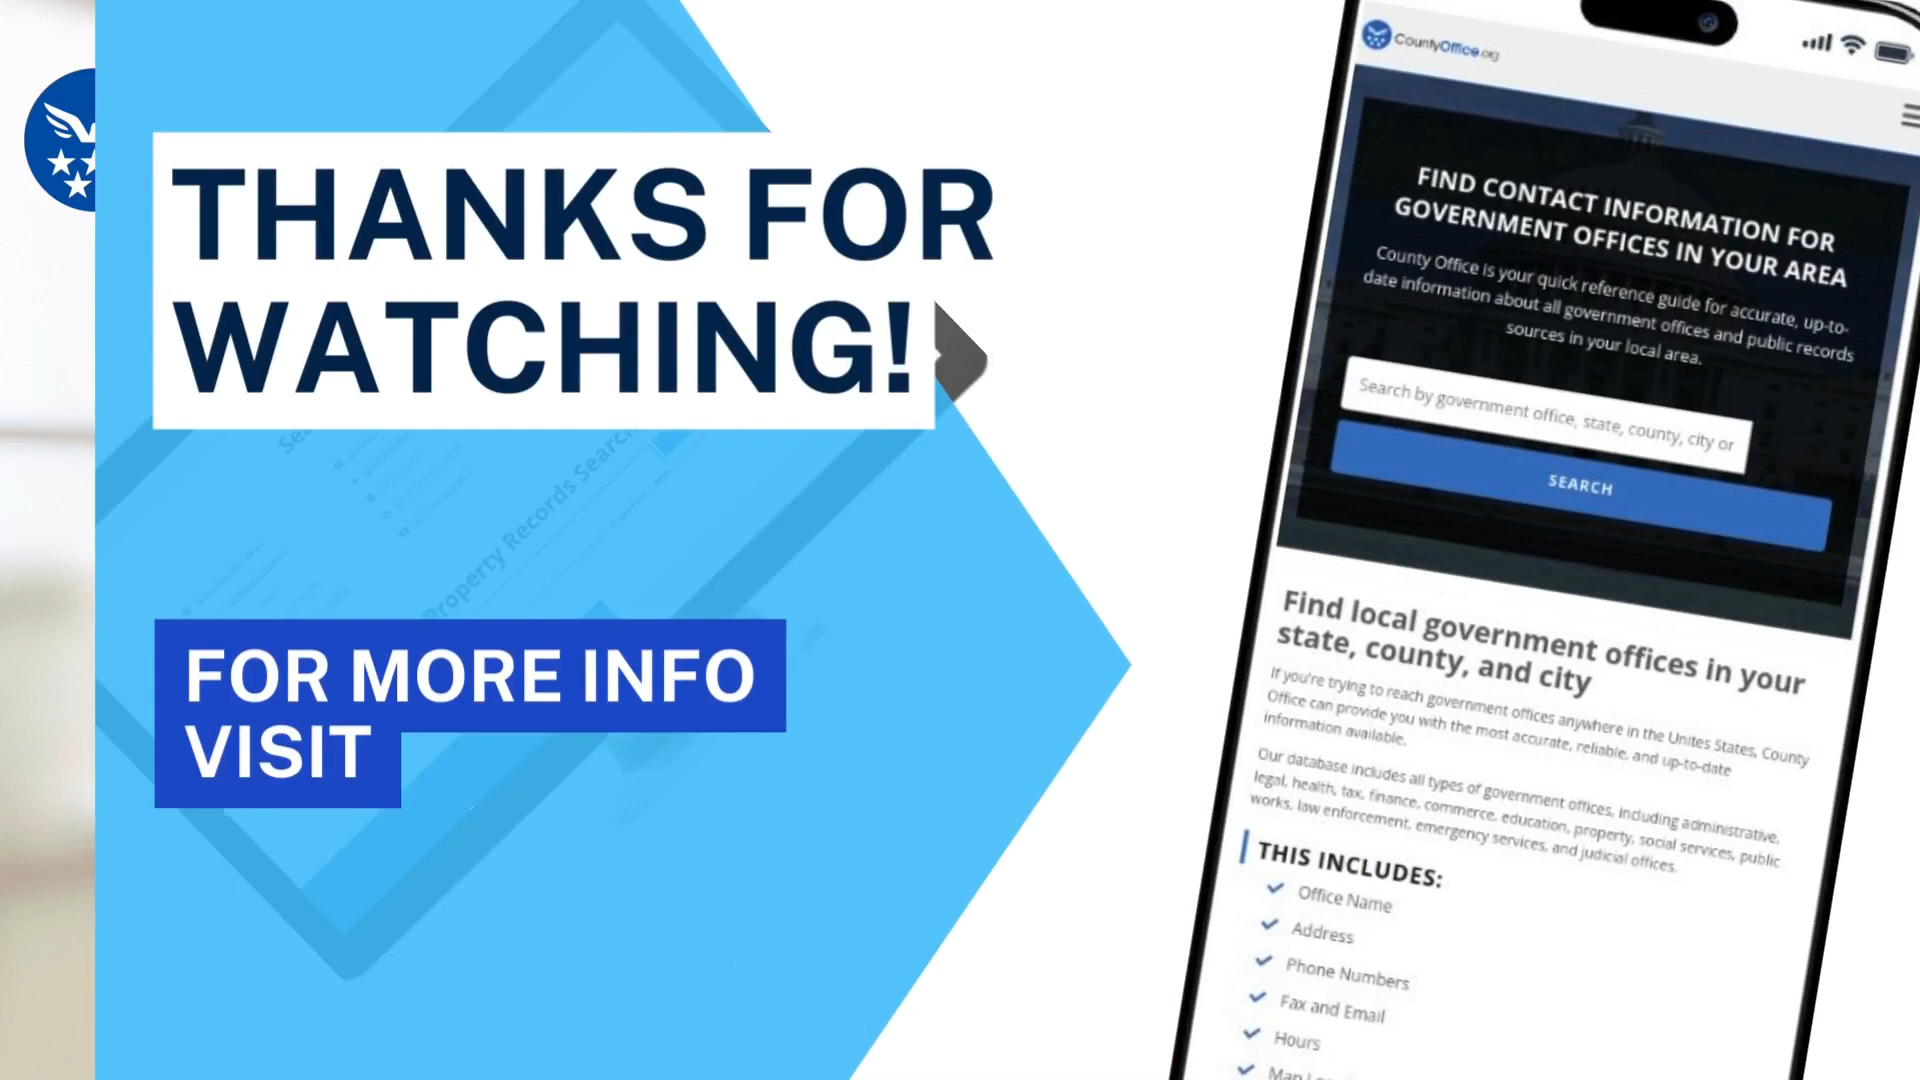 THANKS FOR
WATCHING!
Property Records Search
FOR MORE INFO
VISIT
CountyOffice.org
FIND CONTACT INFORMATION FOR
GOVERNMENT OFFICES IN YOUR AREA
County Office is your quick reference guide for accurate, up-to-
date information about all government offices and public records
sources in your local area.
Search by government office, state, county, city or
SEARCH
Find local government offices in your
state, county, and city
If you're trying to reach government offices anywhere in the Unites States, County
Office can provide you with the most accurate, reliable, and up-to-date
information available.
Our database includes all types of government offices, including administrative,
legal, health, tax, finance, commerce, education, property, social services, public
works, law enforcement, emergency services, and judicial offices.
THIS INCLUDES:
Office Name
Address
Phone Numbers
Fax and Email
Hours